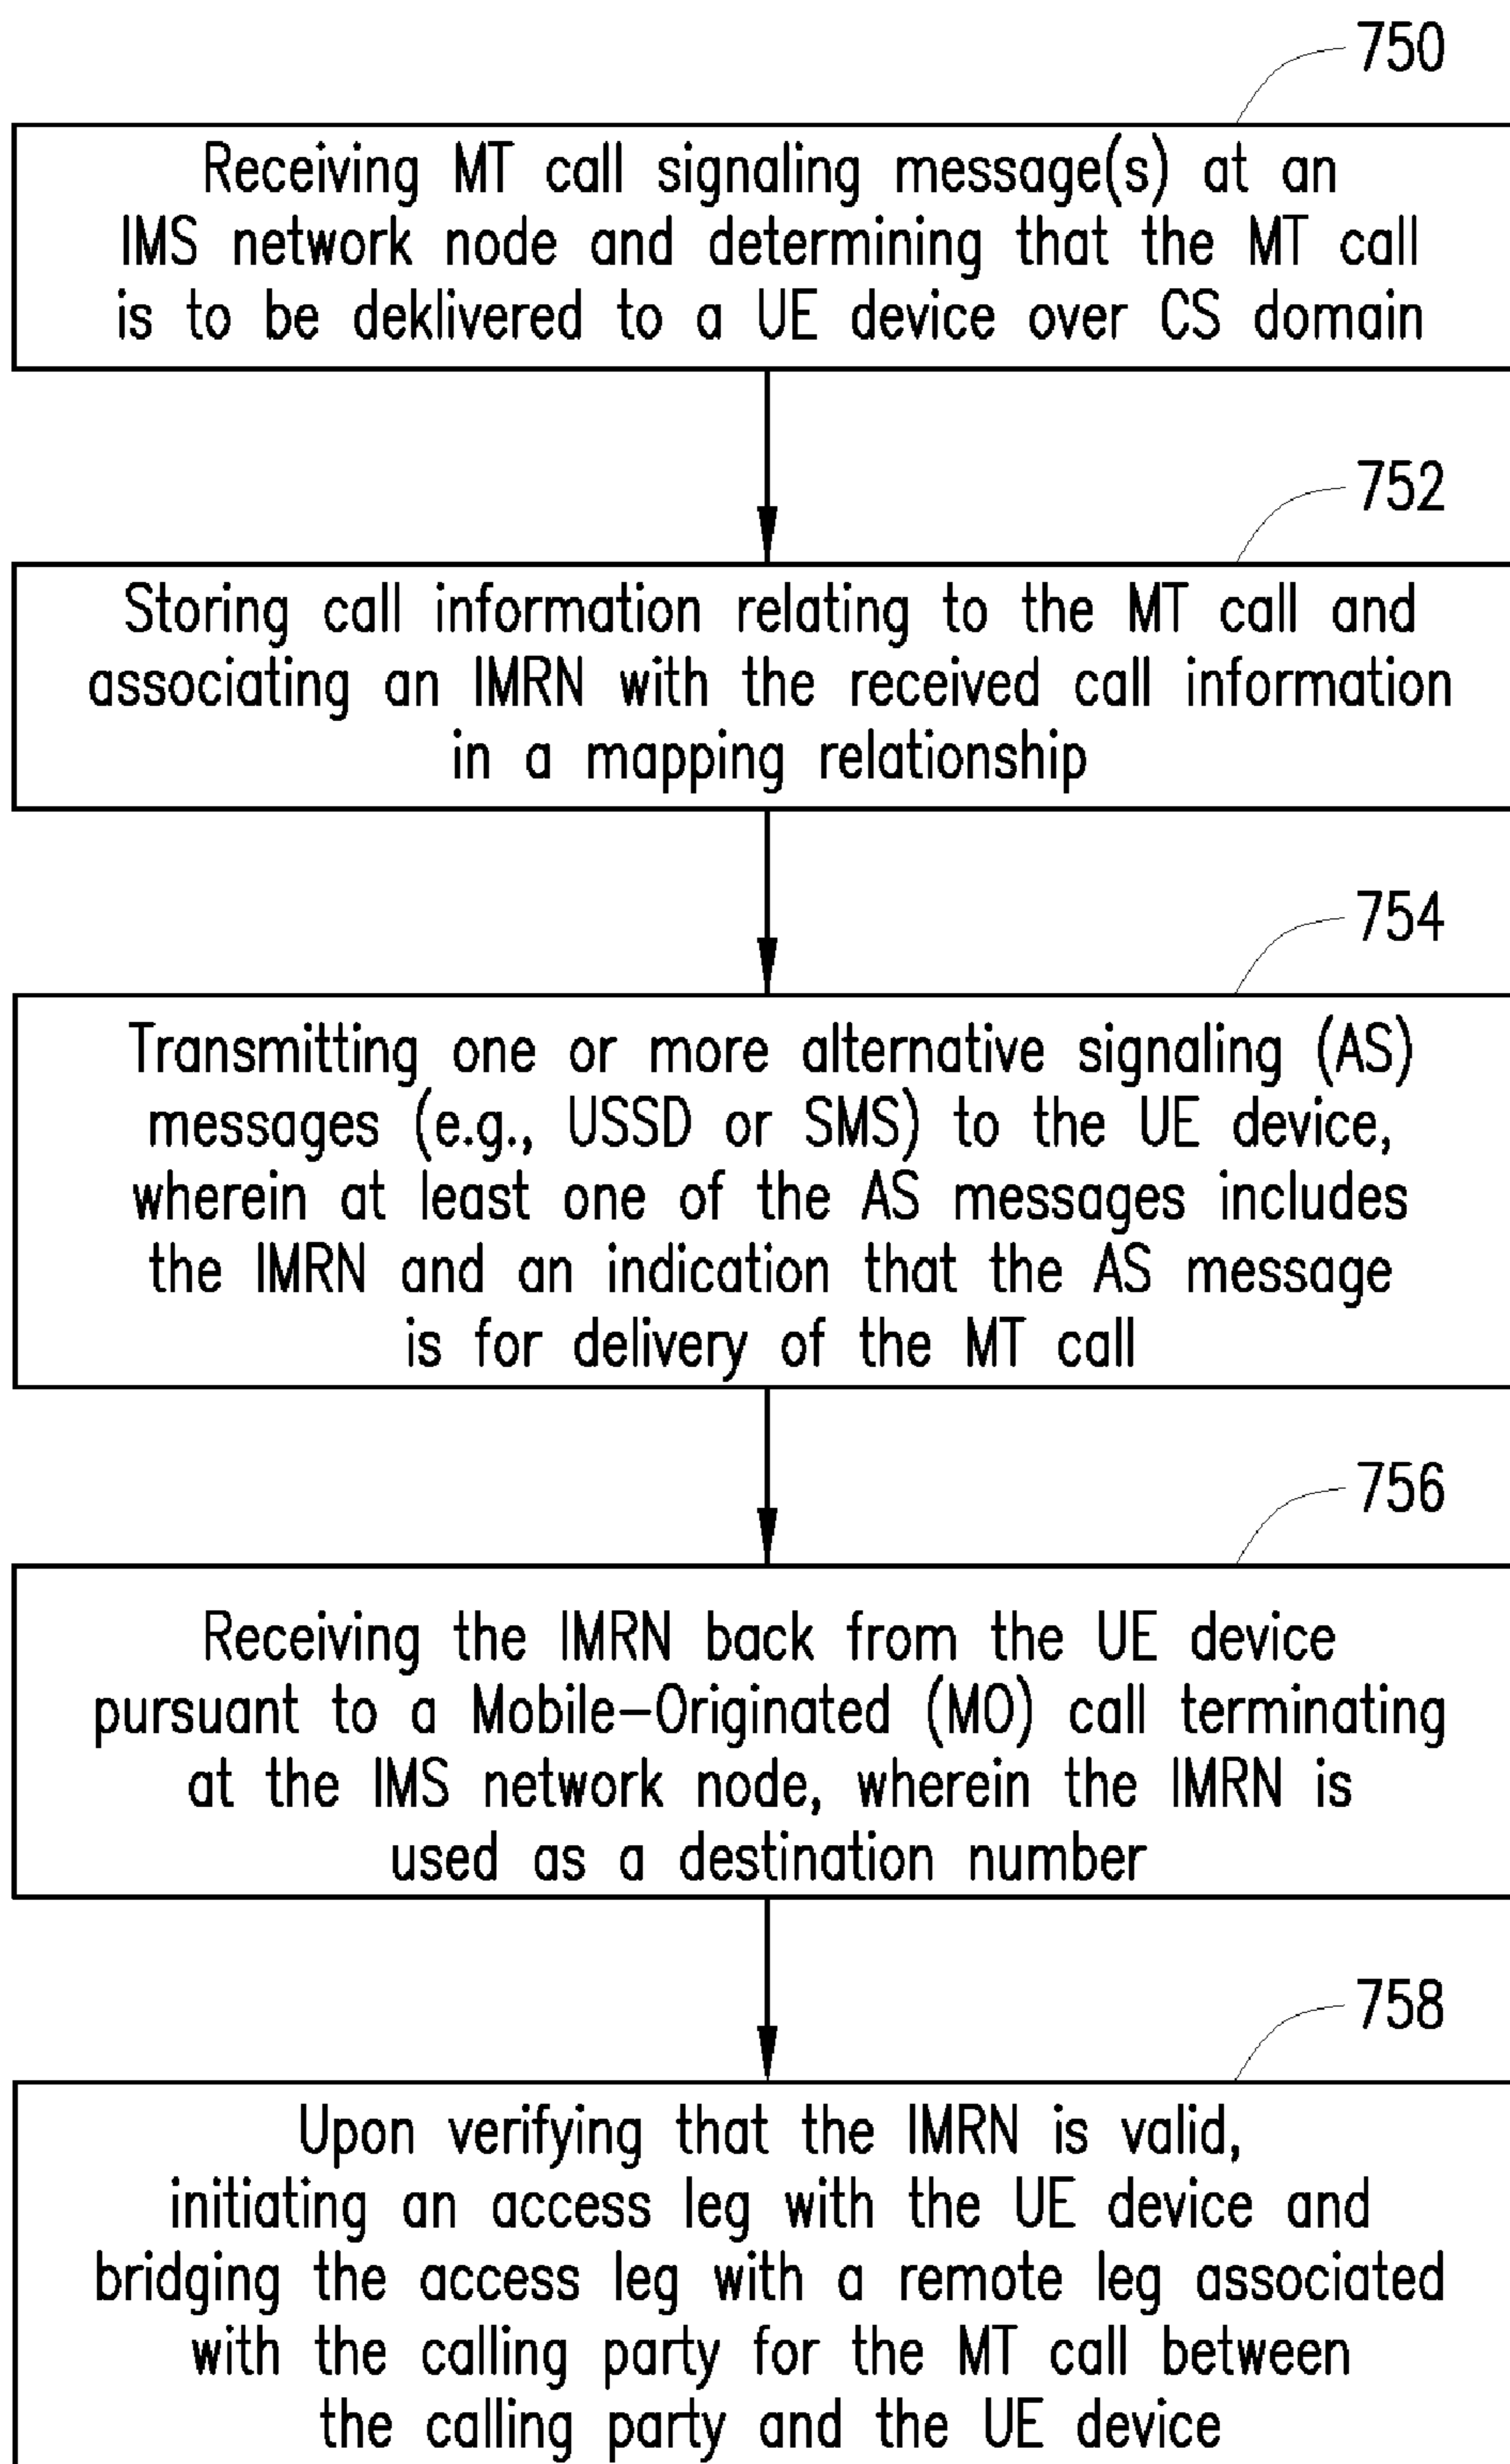 750
Receiving MT call signaling message(s) at an
IMS network node and determining that the MT call
is to be deklivered to a UE device over CS domain
752
Storing call information relating to the MT call and
associating an IMRN with the received call information
in a mapping relationship
754
Transmitting one or more alternative signaling (AS)
messages (e.g., USSD or SMS) to the UE device,
wherein at least one of the AS messages includes
the IMRN and an indication that the AS message
is for delivery of the MT call
756
Receiving the IMRN back from the UE device
pursuant to a Mobile-Originated (MO) call terminating
at the IMS network node, wherein the IMRN is
used as a destination number
758
Upon verifying that the IMRN is valid,
initiating an access leg with the UE device and
bridging the access leg with a remote leg associated
with the calling party for the MT call between
the calling party and the UE device